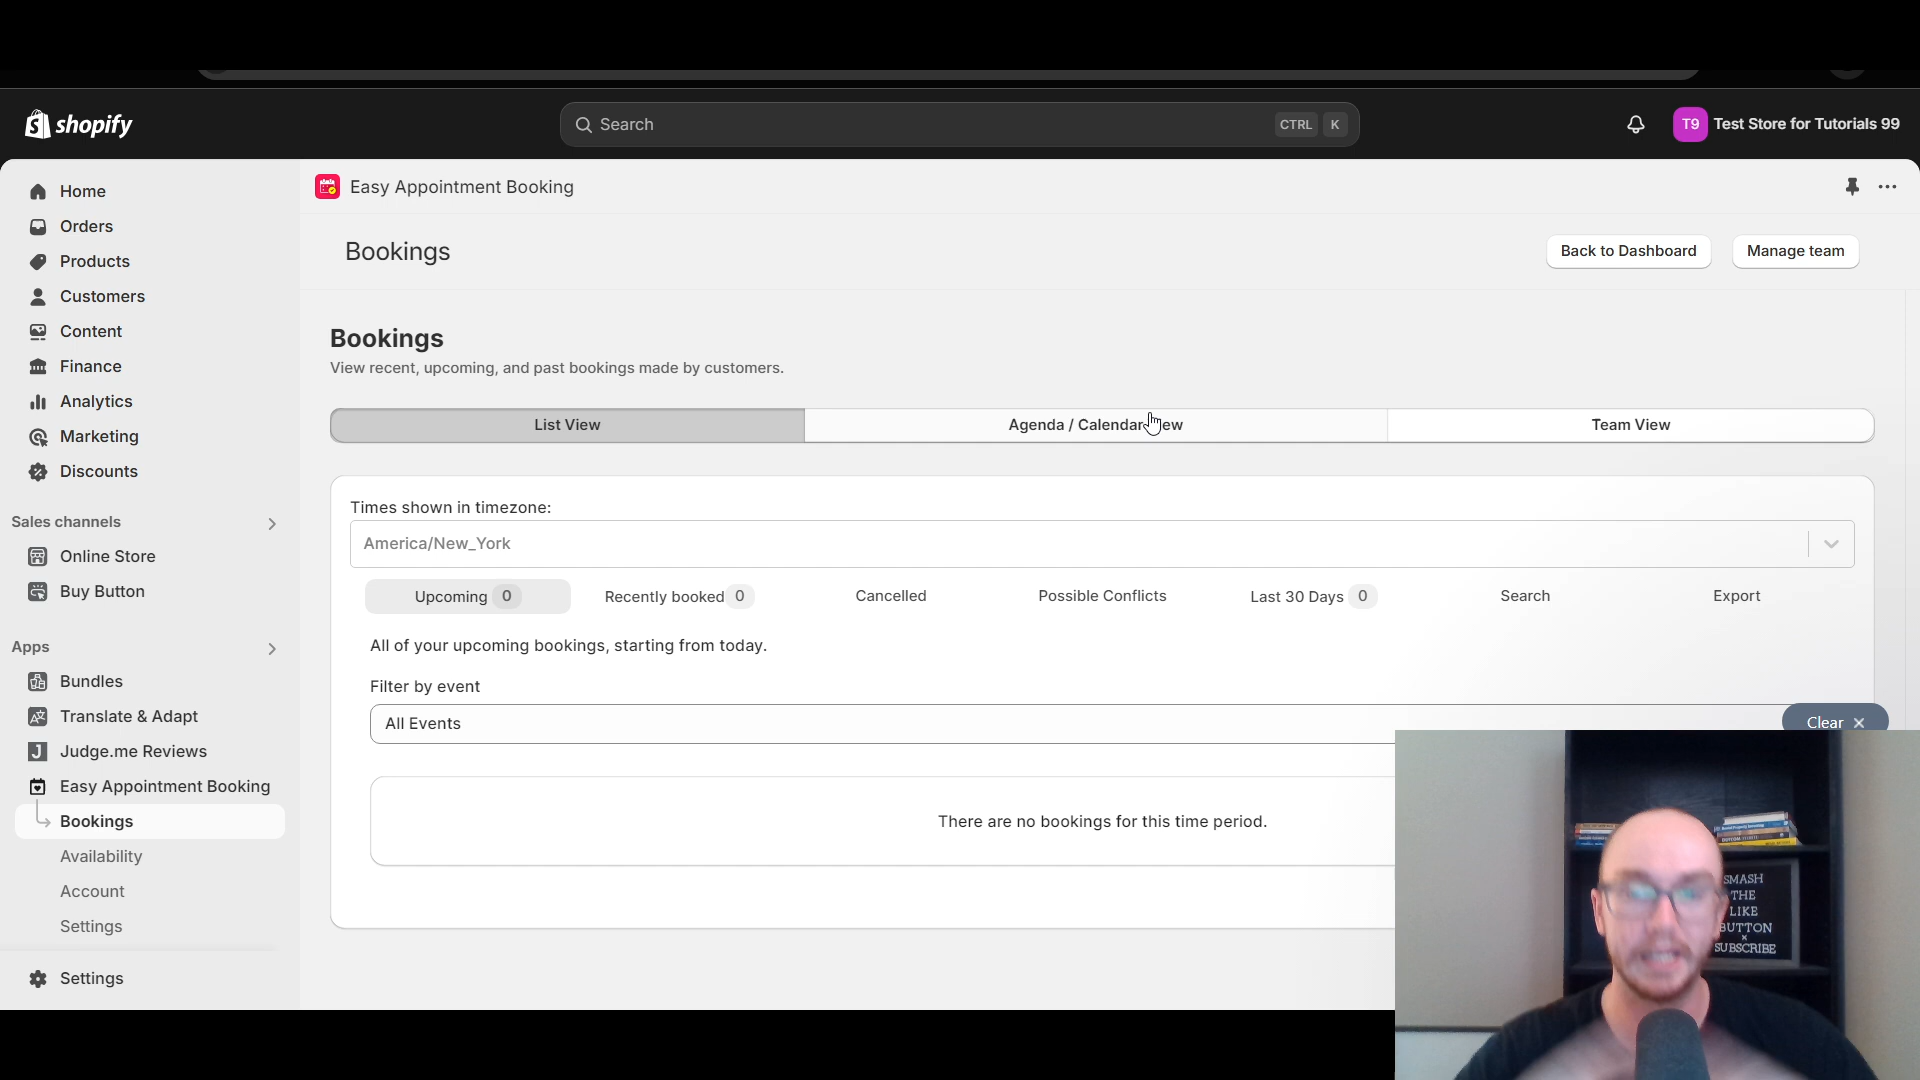 shopify
Search
CTRL K
T9 Test Store for Tutorials 99
Home
Orders
Products
Customers
Content
Finance
Analytics
Marketing
Discounts
Sales channels
Online Store
Buy Button
Apps
Bundles
Translate & Adapt
J Judge.me Reviews
Easy Appointment Booking
Bookings
Availability
Account
Settings
Settings
Easy Appointment Booking
Bookings
Back to Dashboard
Manage team
Bookings
View recent, upcoming, and past bookings made by customers.
List View
Agenda / Calendar
Team View
Times shown in timezone:
America/New_York
Upcoming 0
Recently booked 0
Cancelled
Possible Conflicts
Last 30 Days 0
Search
Export
All of your upcoming bookings, starting from today.
Filter by event
All Events
Clear
There are no bookings for this time period.
SMASH
THE
LIKE
BUTTON
×
SUBSCRIBE